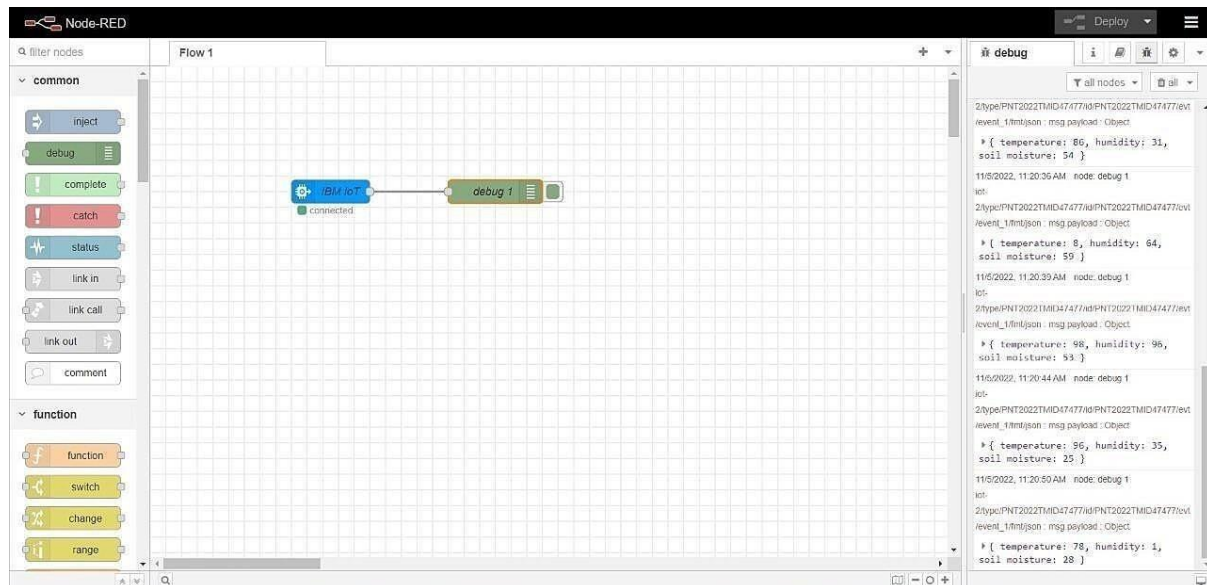 Node-RED
Deploy
filter nodes
Flow 1
debug
i
all nodes
all
common
inject
debug
complete
catch
status
link in
link call
link out
comment
function
function
switch
change
range
IBM IoT
connected
debug 1
2/type/PNT2022TMID47477/id/PNT2022TMID47477/evt
/event_1/fmt/json : msg.payload : Object
{ temperature: 86, humidity: 31,
soil moisture: 54 }
11/5/2022, 11:20:36 AM node: debug 1
iot-
2/type/PNT2022TMID47477/id/PNT2022TMID47477/evt
/event_1/fmt/json : msg.payload : Object
{ temperature: 8, humidity: 64,
soil moisture: 59 }
11/5/2022, 11:20:39 AM node: debug 1
iot-
2/type/PNT2022TMID47477/id/PNT2022TMID47477/evt
/event_1/fmt/json : msg.payload : Object
{ temperature: 98, humidity: 96,
soil moisture: 53 }
11/5/2022, 11:20:44 AM node: debug 1
iot-
2/type/PNT2022TMID47477/id/PNT2022TMID47477/evt
/event_1/fmt/json : msg.payload : Object
{ temperature: 96, humidity: 35,
soil moisture: 25 }
11/5/2022, 11:20:50 AM node: debug 1
iot-
2/type/PNT2022TMID47477/id/PNT2022TMID47477/evt
/event_1/fmt/json : msg.payload : Object
{ temperature: 78, humidity: 1,
soil moisture: 28 }